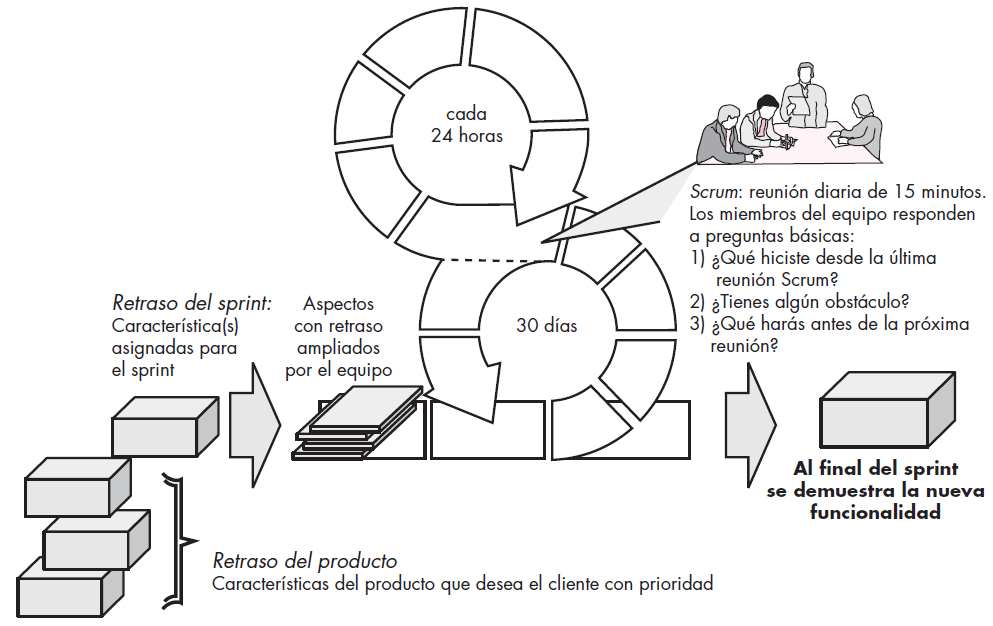 cada
24 horas
Scrum: reunión diaria de 15 minutos.
Los miembros del equipo responden
a preguntas básicas:
1) ¿Qué hiciste desde la última
reunión Scrum?
2) ¿Tienes algún obstáculo?
3) ¿Qué harás antes de la próxima
reunión?
Retraso del sprint:
Característica(s)
asignadas para
el sprint
Aspectos
con retraso
ampliados
por el equipo
30 días
Al final del sprint
se demuestra la nueva
funcionalidad
Retraso del producto
Características del producto que desea el cliente con prioridad